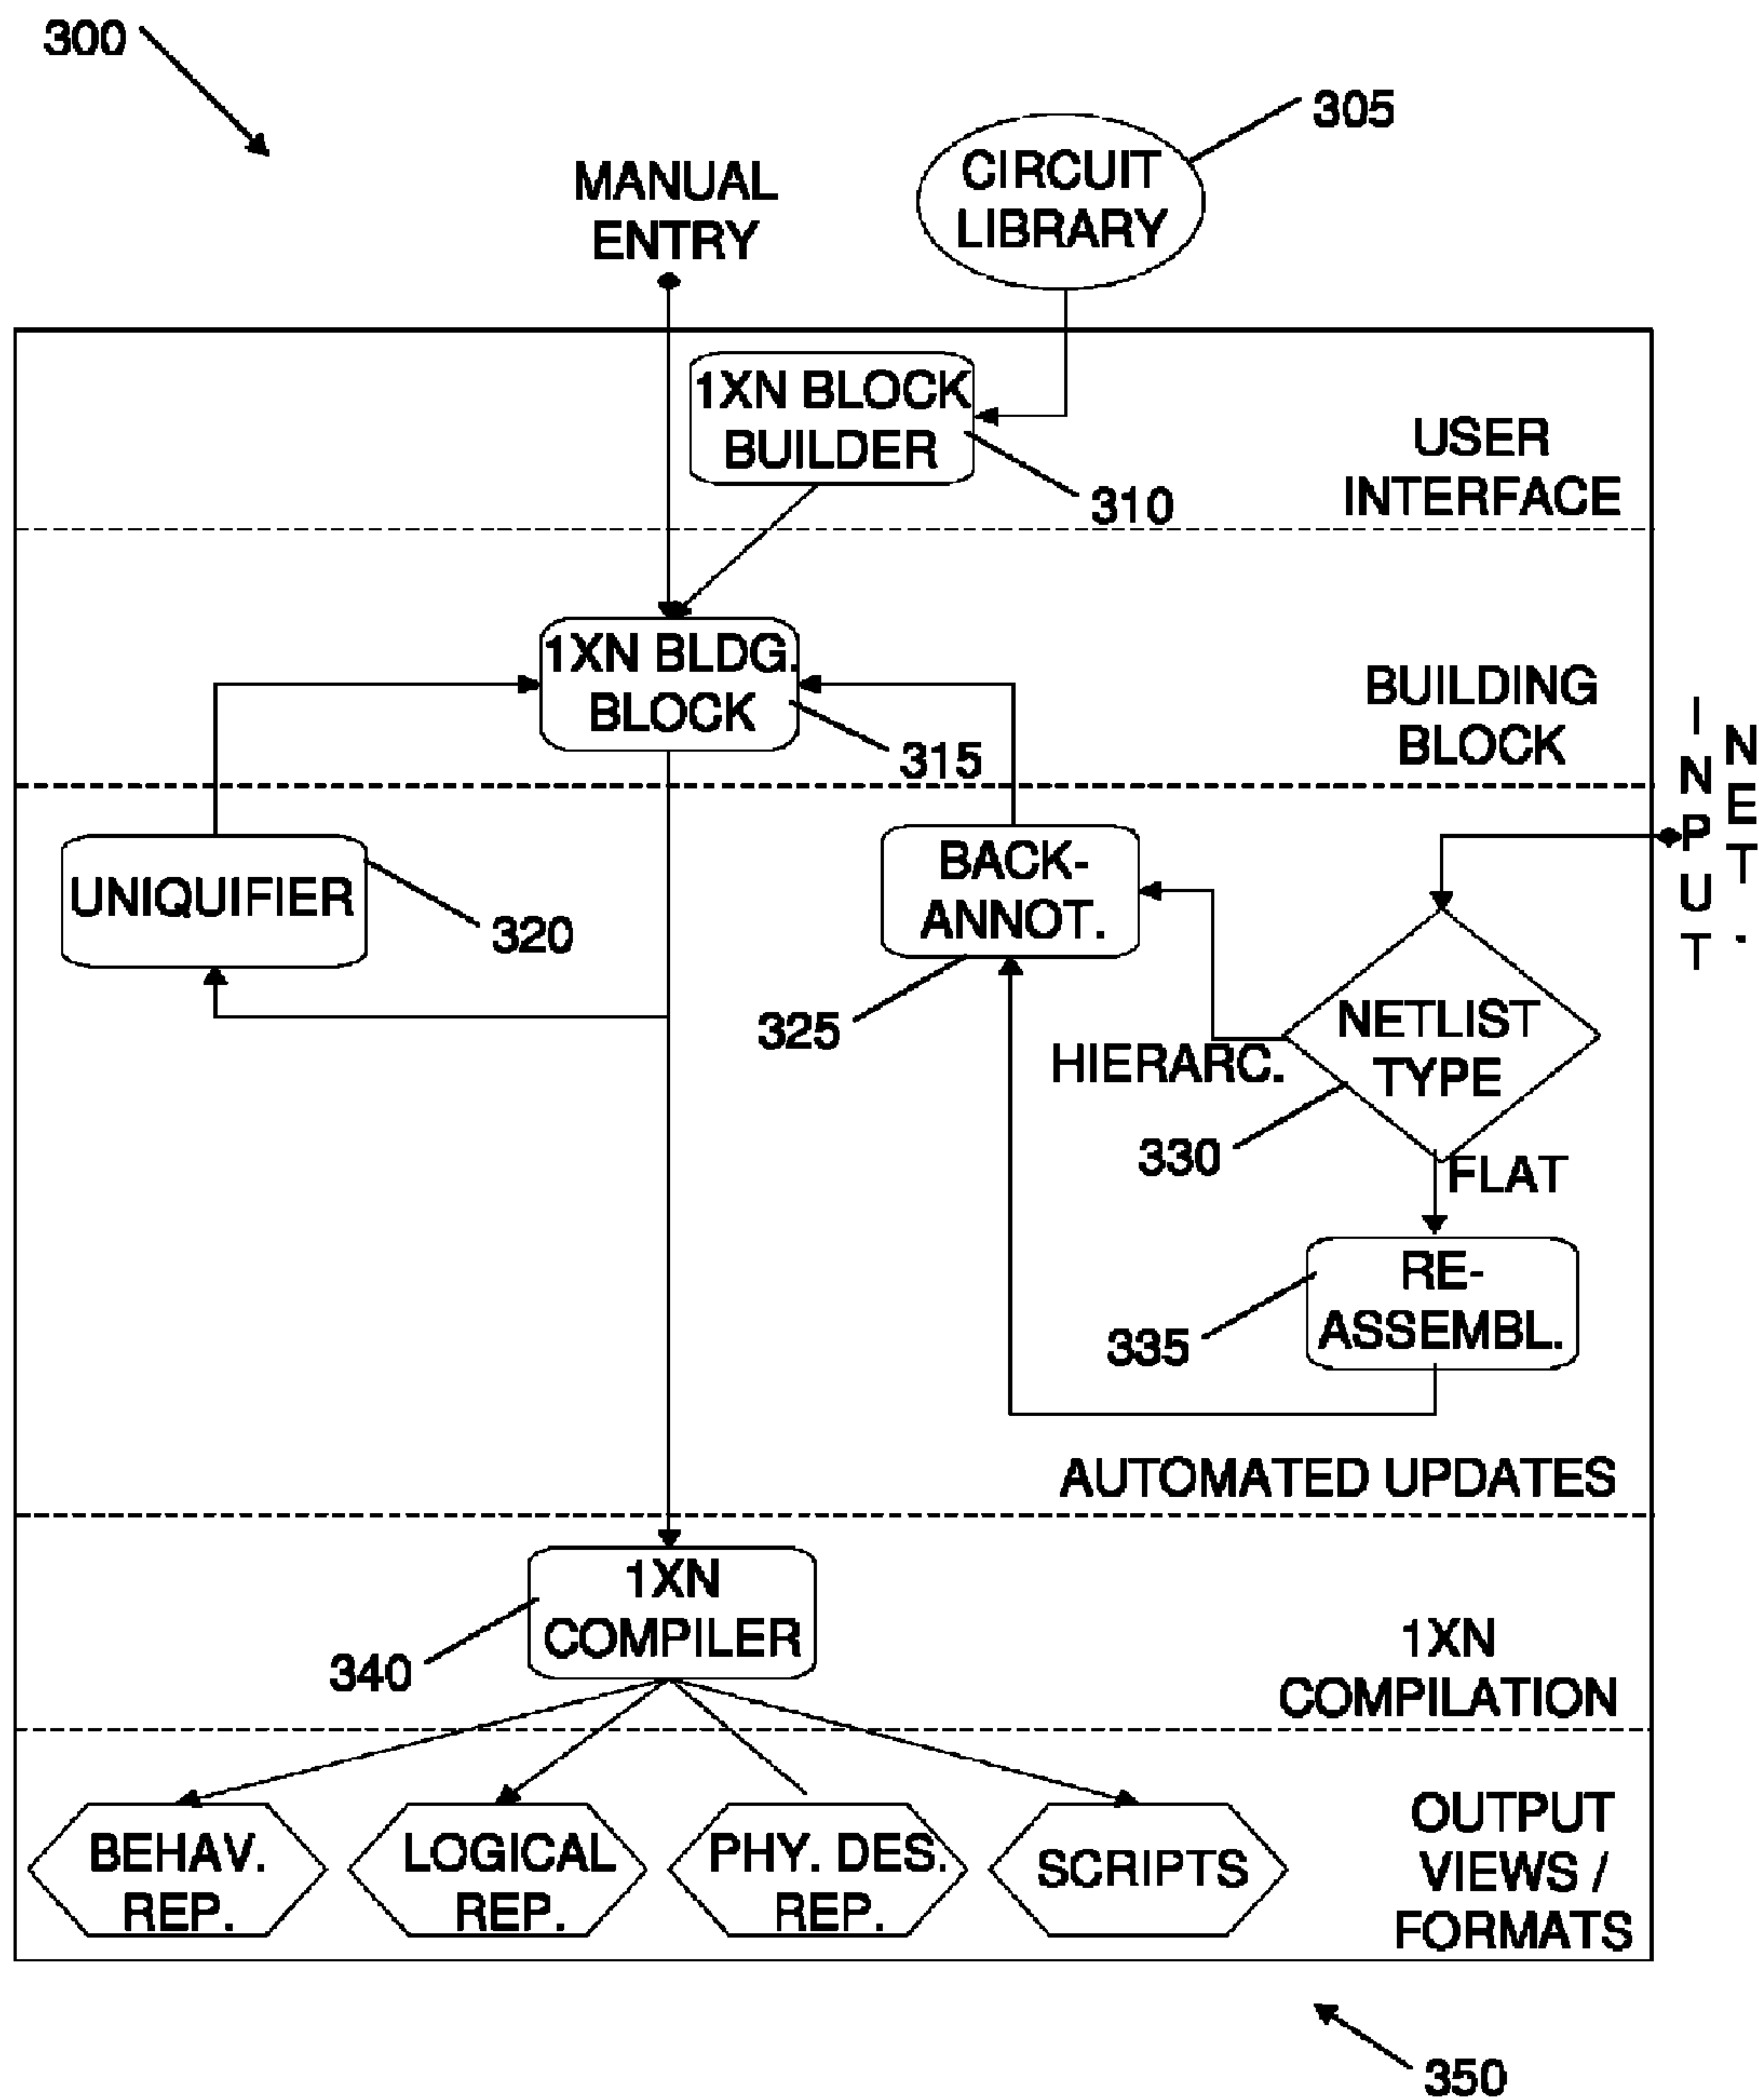 300
305
CIRCUIT
LIBRARY
MANUAL
ENTRY
1XN BLOCK
BUILDER
310
USER
INTERFACE
1XN BLDG.
BLOCK
315
BUILDING
BLOCK
NET.
INPUT
UNIQUIFIER
320
BACK-
ANNOT.
325
NETLIST
TYPE
HIERARC.
330
FLAT
RE-
ASSEMBL.
335
AUTOMATED UPDATES
1XN
COMPILER
340
1XN
COMPILATION
BEHAV.
REP.
LOGICAL
REP.
PHY. DES.
REP.
SCRIPTS
OUTPUT
VIEWS /
FORMATS
350